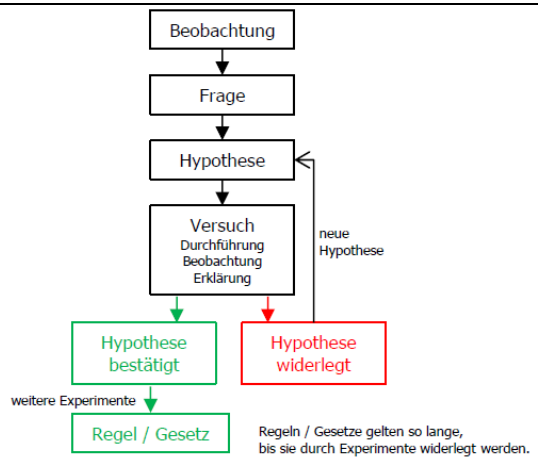 Beobachtung
Frage
Hypothese
Versuch
Durchführung
Beobachtung
Erklärung
neue
Hypothese
Hypothese
bestätigt
Hypothese
widerlegt
weitere Experimente
Regel / Gesetz
Regeln / Gesetze gelten so lange,
bis sie durch Experimente widerlegt werden.